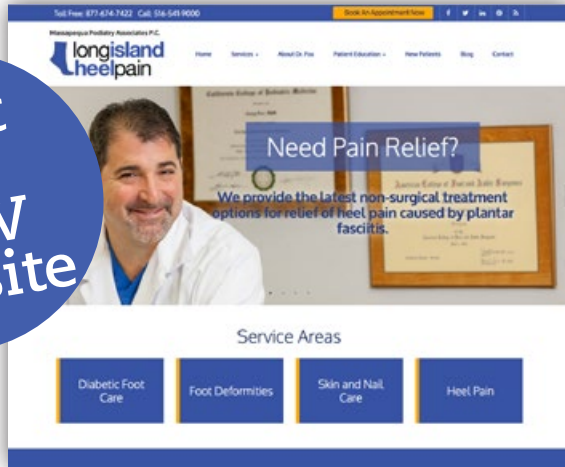 Toll Free: 877-674-7422 Call: 516-541-9000
Book An Appointment Now
Massapequa Podiatry Associates P.C.
longisland
heelpain
Home Services About Dr. Fox Patient Education New Patients Blog Contact
site
Need Pain Relief?
We provide the latest non-surgical treatment
options for relief of heel pain caused by plantar
fasciitis.
Service Areas
Diabetic Foot
Care
Foot Deformities
Skin and Nail
Care
Heel Pain